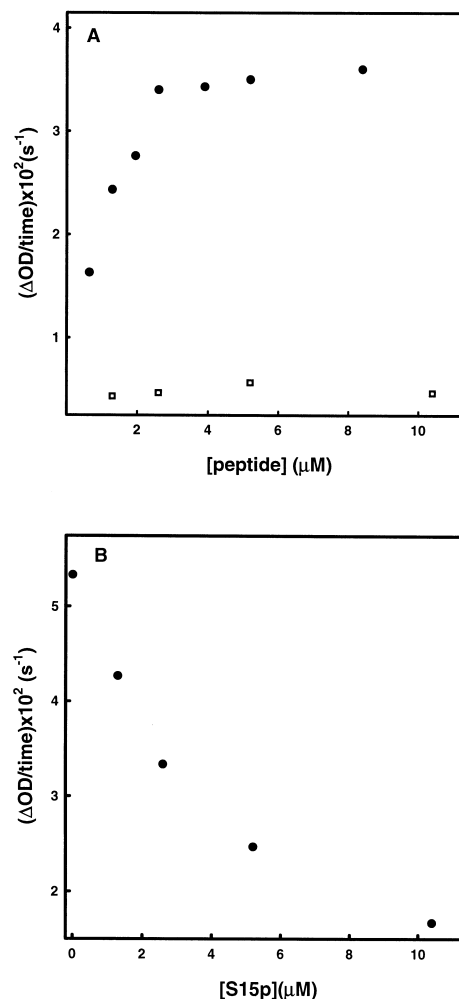 A
4
3
2
1
(ΔOD/time)x10²(s⁻¹)
2 4 6 8 10
[peptide] (μM)
B
5
4
3
2
(ΔOD/time)x10² (s⁻¹)
0 2 4 6 8 10
[S15p](μM)